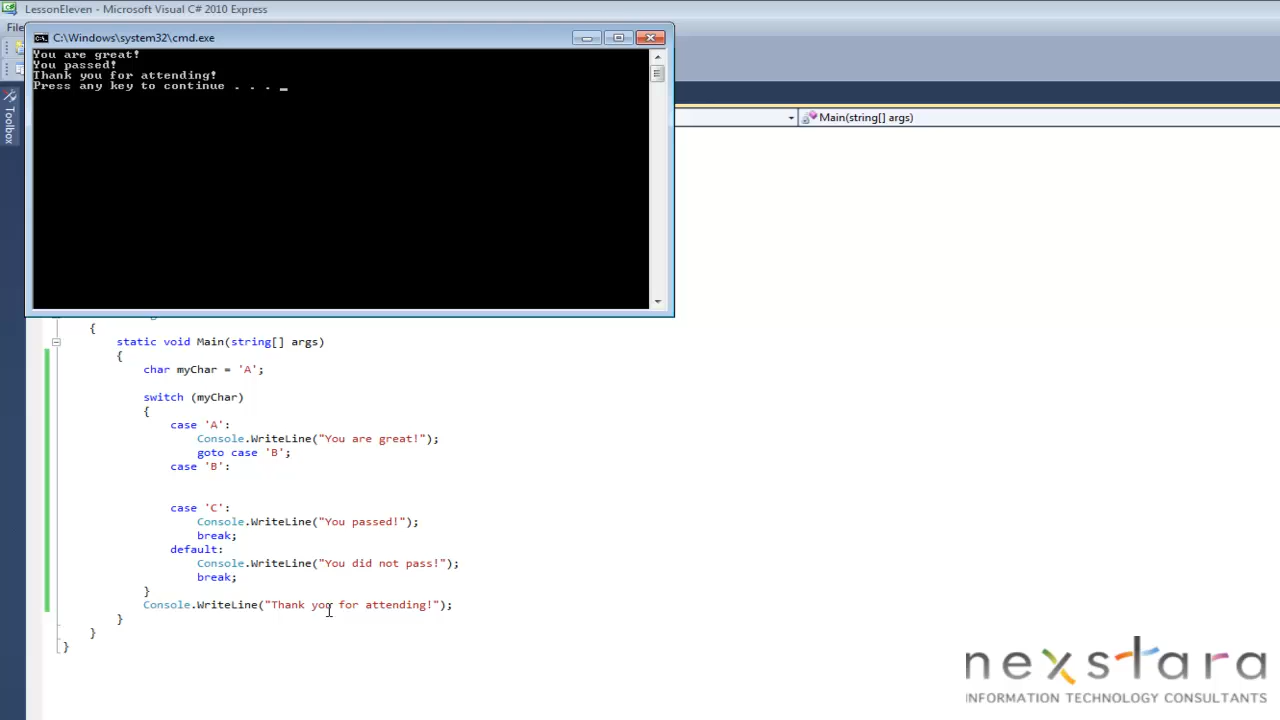 LessonEleven - Microsoft Visual C# 2010 Express
File
C:\Windows\system32\cmd.exe
You are great!
You passed!
Thank you for attending!
Press any key to continue . . . _
Toolbox
Main(string[] args)
{
static void Main(string[] args)
{
char myChar = 'A';
switch (myChar)
{
case 'A':
Console.WriteLine("You are great!");
goto case 'B';
case 'B':
case 'C':
Console.WriteLine("You passed!");
break;
default:
Console.WriteLine("You did not pass!");
break;
}
Console.WriteLine("Thank you for attending!");
}
}
}
nexstara
INFORMATION TECHNOLOGY CONSULTANTS